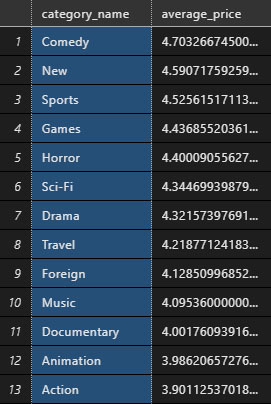 category_name average_price
1 Comedy 4.70326674500...
2 New 4.59071759259...
3 Sports 4.52561517113...
4 Games 4.43685520361...
5 Horror 4.40009055627...
6 Sci-Fi 4.34469939879...
7 Drama 4.32157397691...
8 Travel 4.21877124183...
9 Foreign 4.12850996852...
10 Music 4.09536000000...
11 Documentary 4.00176093916...
12 Animation 3.98620657276...
13 Action 3.90112537018...